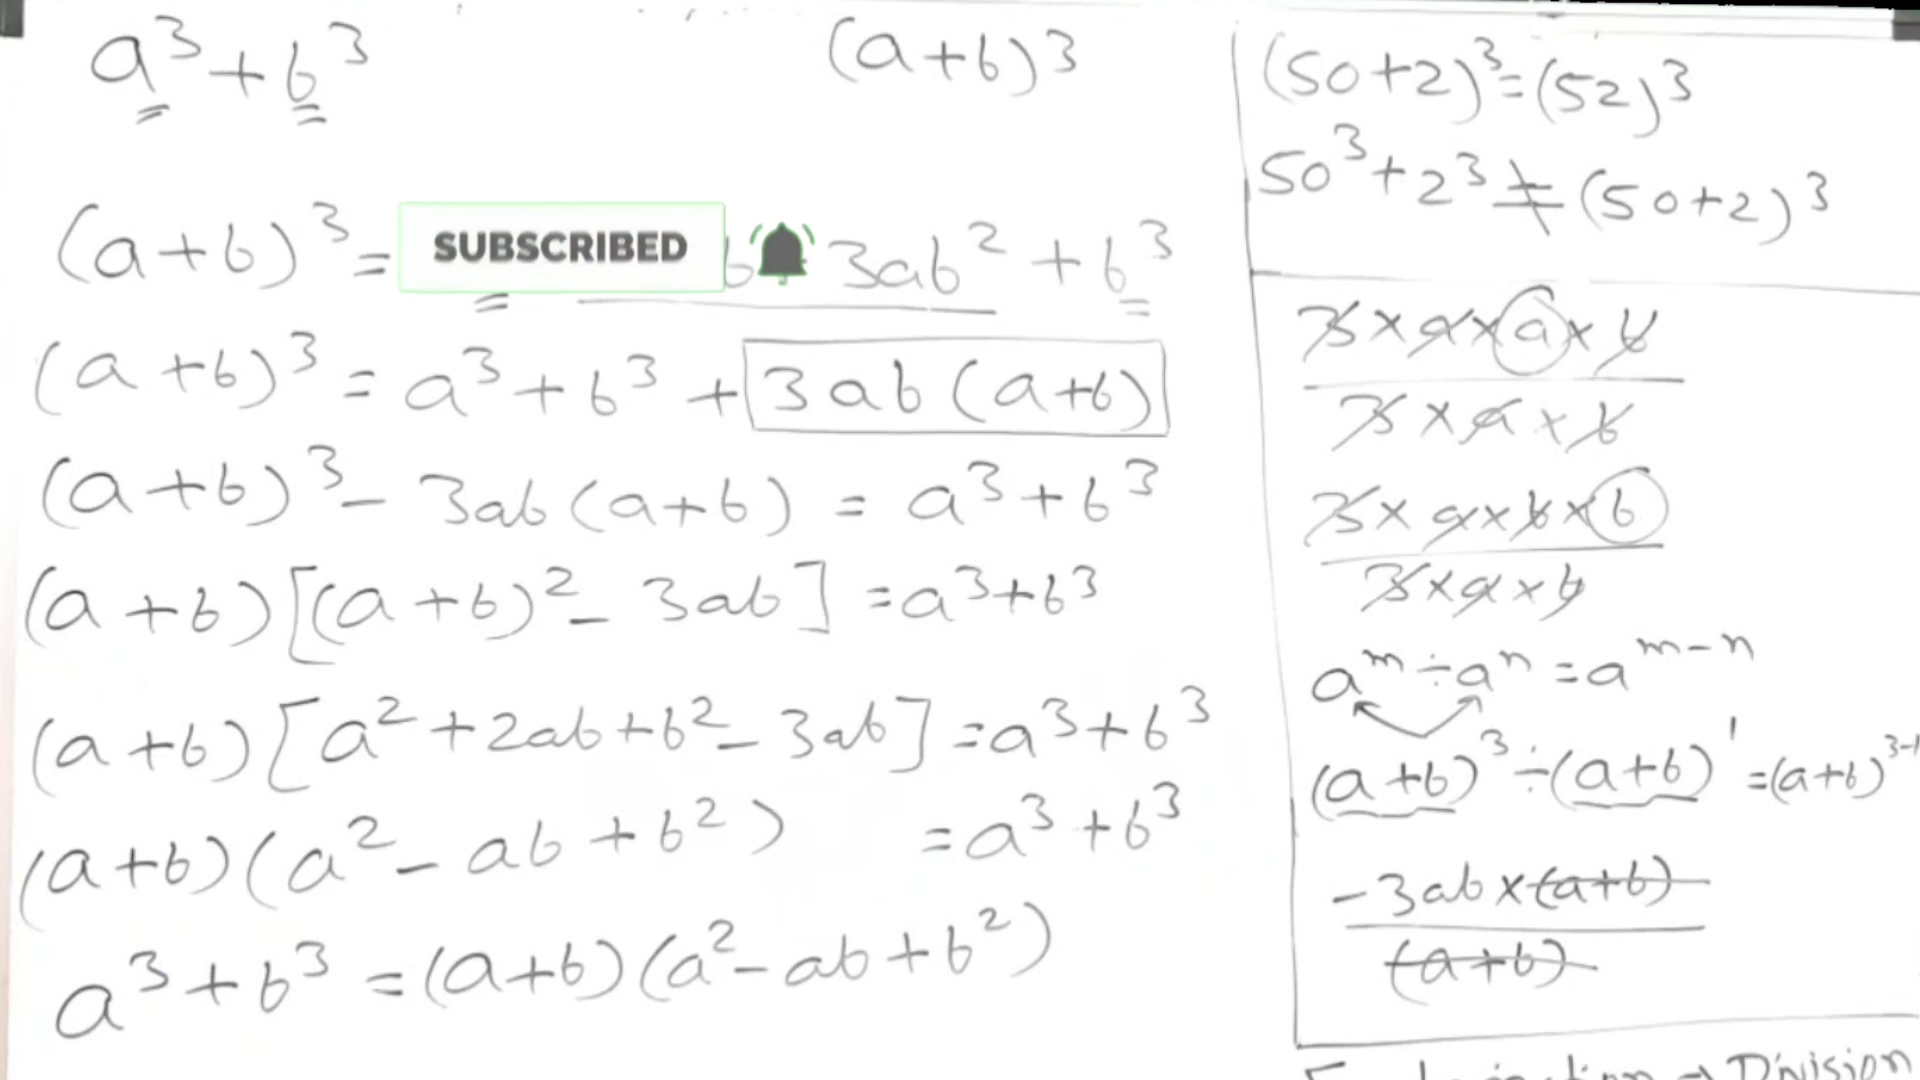 a³ + b³
(a+b)³
(a+b)³ = SUBSCRIBED b 3ab² + b³
(a+b)³ = a³ + b³ + 3ab(a+b)
(a+b)³ - 3ab(a+b) = a³ + b³
(a+b)[(a+b)² - 3ab] = a³+b³
(a+b)[a² + 2ab + b² - 3ab] = a³+b³
(a+b)(a² - ab + b²) = a³ + b³
a³ + b³ = (a+b)(a² - ab + b²)
(50+2)³ = (52)³
50³ + 2³ ≠ (50+2)³
3 × a × a × b
3 × a × b
3 × a × b × b
3 × a × b
aᵐ ÷ aⁿ = aᵐ⁻ⁿ
(a+b)³ ÷ (a+b)¹ = (a+b)³⁻¹
-3ab × (a+b)
(a+b)
→ Division